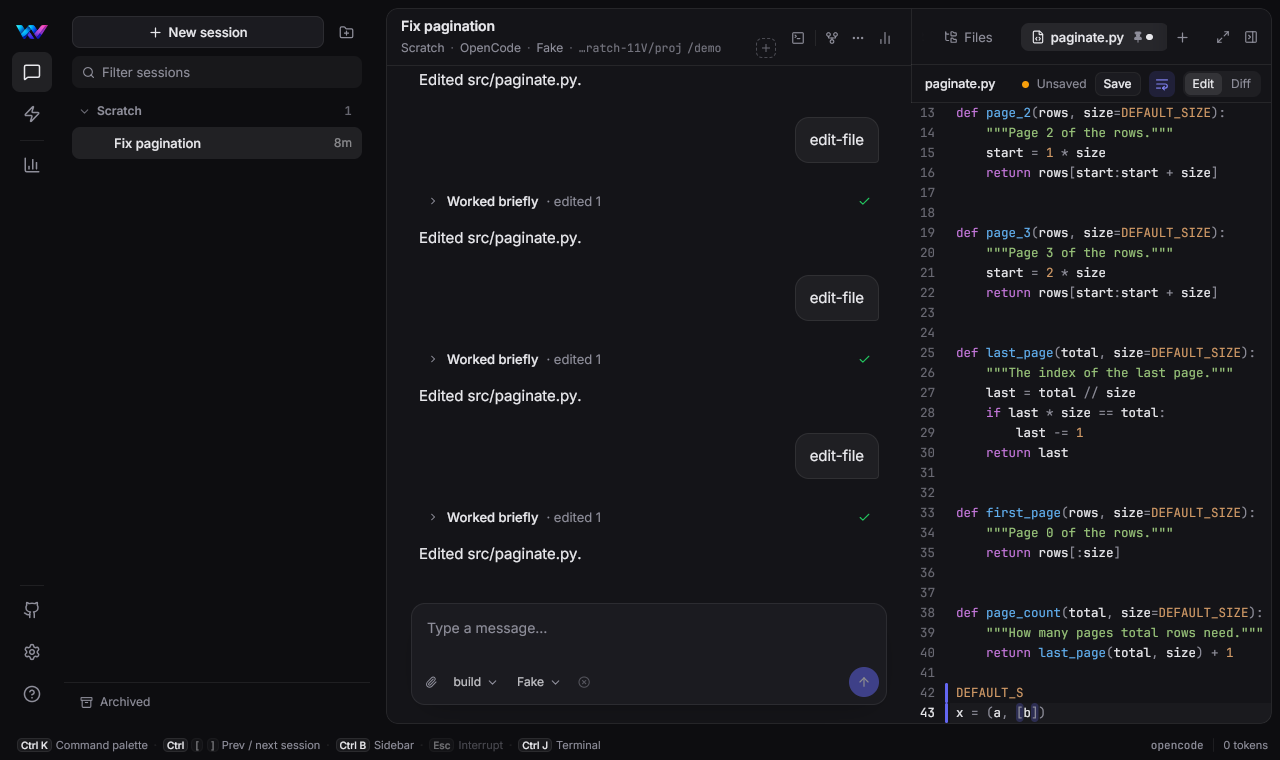 New session
Filter sessions
Scratch 1
Fix pagination 8m
Archived
Fix pagination
Scratch · OpenCode · Fake · …ratch-11V/proj /demo
Edited src/paginate.py.
edit-file
Worked briefly · edited 1
Edited src/paginate.py.
edit-file
Worked briefly · edited 1
Edited src/paginate.py.
edit-file
Worked briefly · edited 1
Edited src/paginate.py.
Type a message...
build
Fake
Files
paginate.py
paginate.py
Unsaved
Save
Edit
Diff
13 def page_2(rows, size=DEFAULT_SIZE):
14     """Page 2 of the rows."""
15     start = 1 * size
16     return rows[start:start + size]
17
18
19 def page_3(rows, size=DEFAULT_SIZE):
20     """Page 3 of the rows."""
21     start = 2 * size
22     return rows[start:start + size]
23
24
25 def last_page(total, size=DEFAULT_SIZE):
26     """The index of the last page."""
27     last = total // size
28     if last * size == total:
29         last -= 1
30     return last
31
32
33 def first_page(rows, size=DEFAULT_SIZE):
34     """Page 0 of the rows."""
35     return rows[:size]
36
37
38 def page_count(total, size=DEFAULT_SIZE):
39     """How many pages total rows need."""
40     return last_page(total, size) + 1
41
42 DEFAULT_S
43 x = (a, [b])
Ctrl K Command palette · Ctrl [ ] Prev / next session · Ctrl B Sidebar · Esc Interrupt · Ctrl J Terminal
opencode
0 tokens